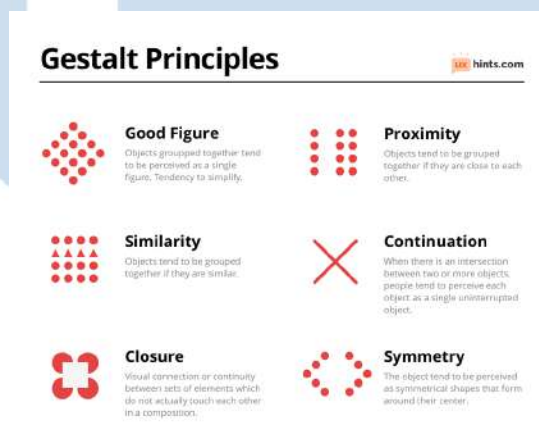 Gestalt Principles
ux hints.com
Good Figure
Objects groupped together tend
to be perceived as a single
figure. Tendency to simplify.
Proximity
Objects tend to be grouped
together if they are close to each
other.
Similarity
Objects tend to be grouped
together if they are similar.
Continuation
When there is an intersection
between two or more objects,
people tend to perceive each
object as a single uninterrupted
object.
Closure
Visual connection or continuity
between sets of elements which
do not actually touch each other
in a composition.
Symmetry
The object tend to be perceived
as symmetrical shapes that form
around their center.